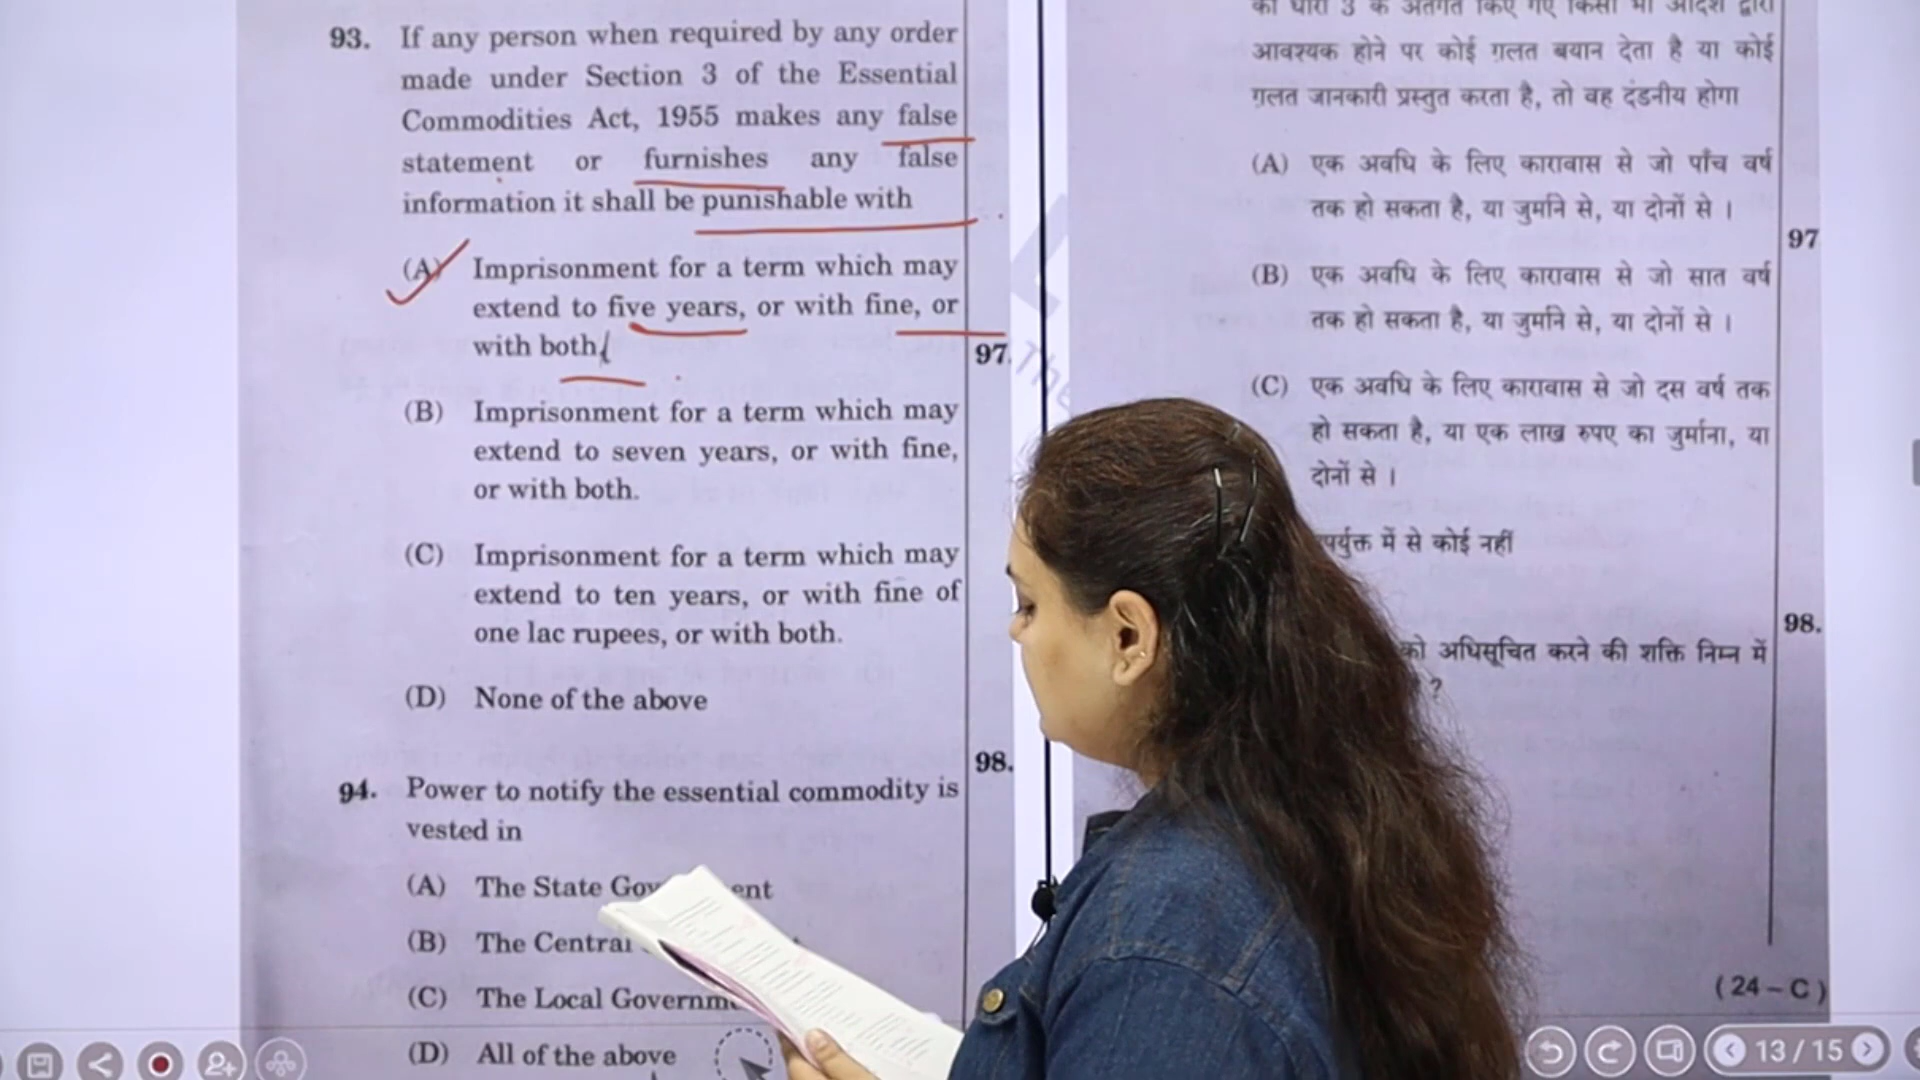 93. If any person when required by any order
made under Section 3 of the Essential
Commodities Act, 1955 makes any false
statement or furnishes any false
information it shall be punishable with
(A) Imprisonment for a term which may
extend to five years, or with fine, or
with both.
(B) Imprisonment for a term which may
extend to seven years, or with fine,
or with both.
(C) Imprisonment for a term which may
extend to ten years, or with fine of
one lac rupees, or with both.
(D) None of the above
94. Power to notify the essential commodity is
vested in
(A) The State
(B) The
(C) The Local
(D) All of the above
97.
98.
The
की धारा 3 के अंतर्गत किए गए किसी भी आदेश द्वारा
आवश्यक होने पर कोई ग़लत बयान देता है या कोई
ग़लत जानकारी प्रस्तुत करता है, तो वह दंडनीय होगा
(A) एक अवधि के लिए कारावास से जो पाँच वर्ष
तक हो सकता है, या जुर्माने से, या दोनों से ।
(B) एक अवधि के लिए कारावास से जो सात वर्ष
तक हो सकता है, या जुर्माने से, या दोनों से ।
(C) एक अवधि के लिए कारावास से जो दस वर्ष तक
हो सकता है, या एक लाख रुपए का जुर्माना, या
दोनों से ।
में से कोई नहीं
को अधिसूचित करने की शक्ति निम्न में
?
97
98.
(24 – C)
13 / 15